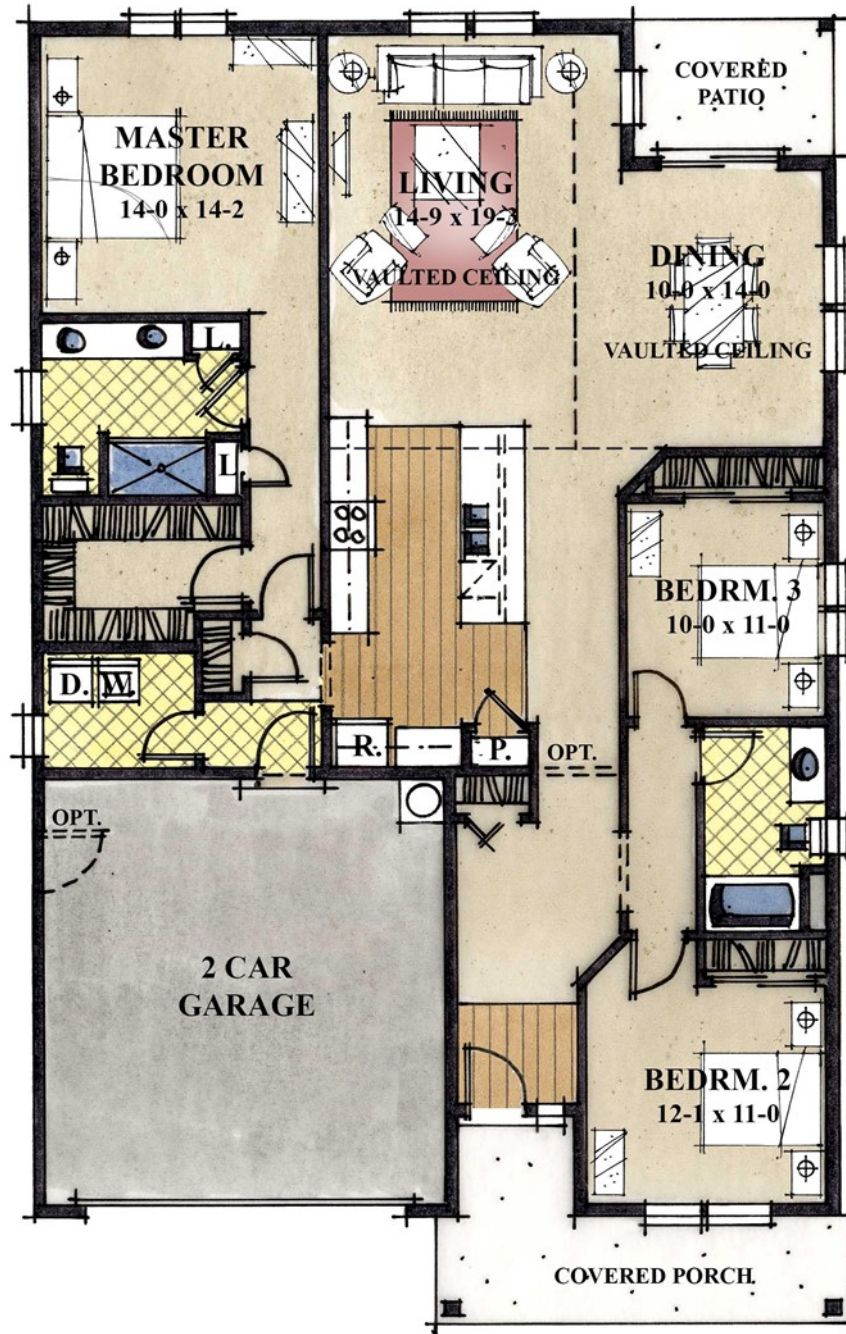 COVERED
PATIO
MASTER
BEDROOM
14-0 x 14-2
LIVING
14-9 x 19-3
VAULTED CEILING
DINING
10-0 x 14-0
VAULTED CEILING
L.
L
BEDRM. 3
10-0 x 11-0
D. W.
R.
P.
OPT.
OPT.
2 CAR
GARAGE
BEDRM. 2
12-1 x 11-0
COVERED PORCH